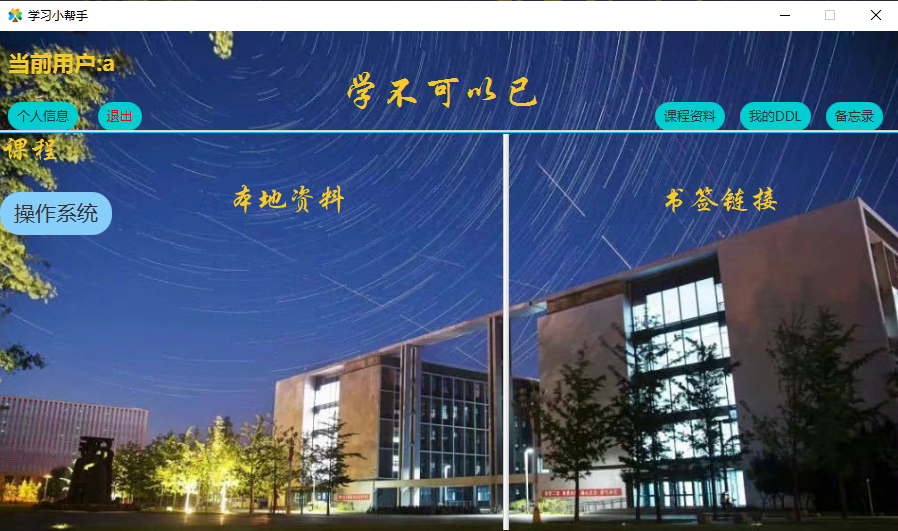 学习小帮手
当前用户:a
学不可以已
个人信息
退出
课程资料
我的DDL
备忘录
课程
本地资料
书签链接
操作系统